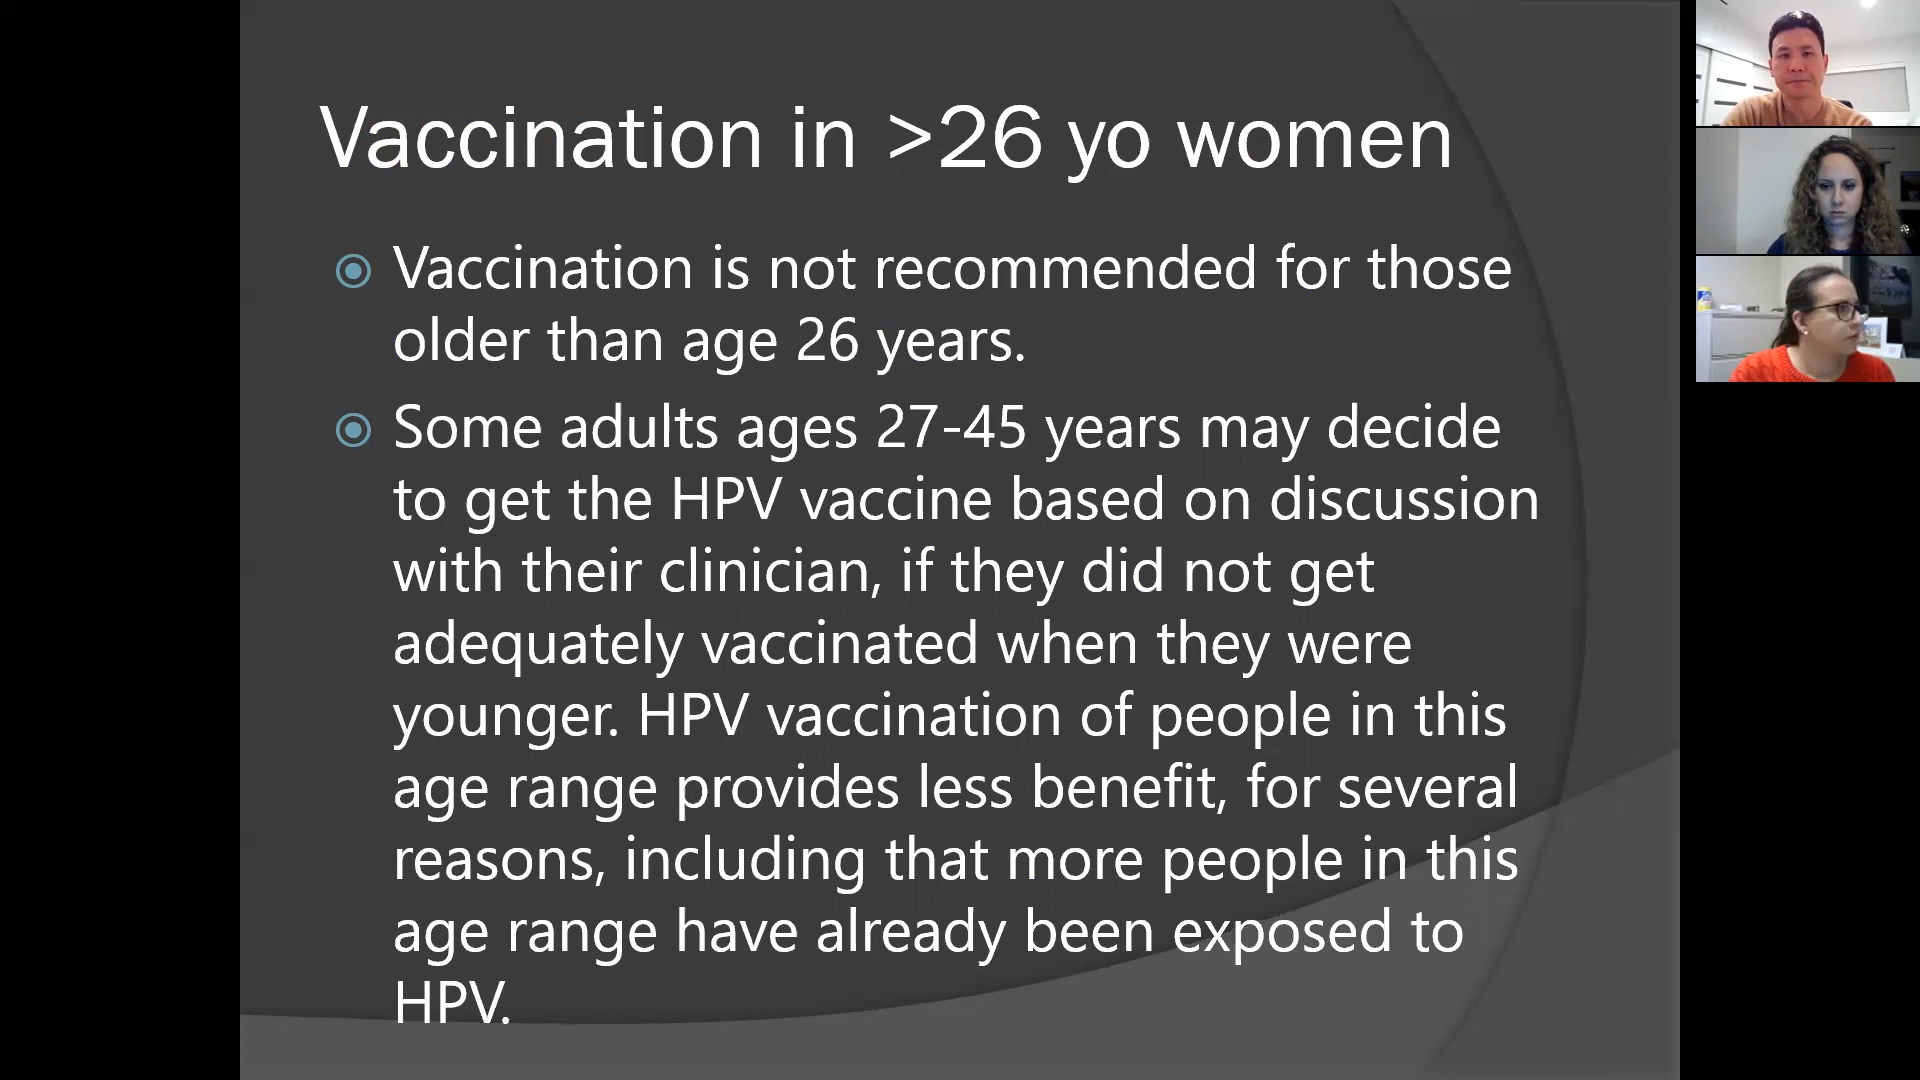 Vaccination in >26 yo women
Vaccination is not recommended for those
older than age 26 years.
Some adults ages 27-45 years may decide
to get the HPV vaccine based on discussion
with their clinician, if they did not get
adequately vaccinated when they were
younger. HPV vaccination of people in this
age range provides less benefit, for several
reasons, including that more people in this
age range have already been exposed to
HPV.